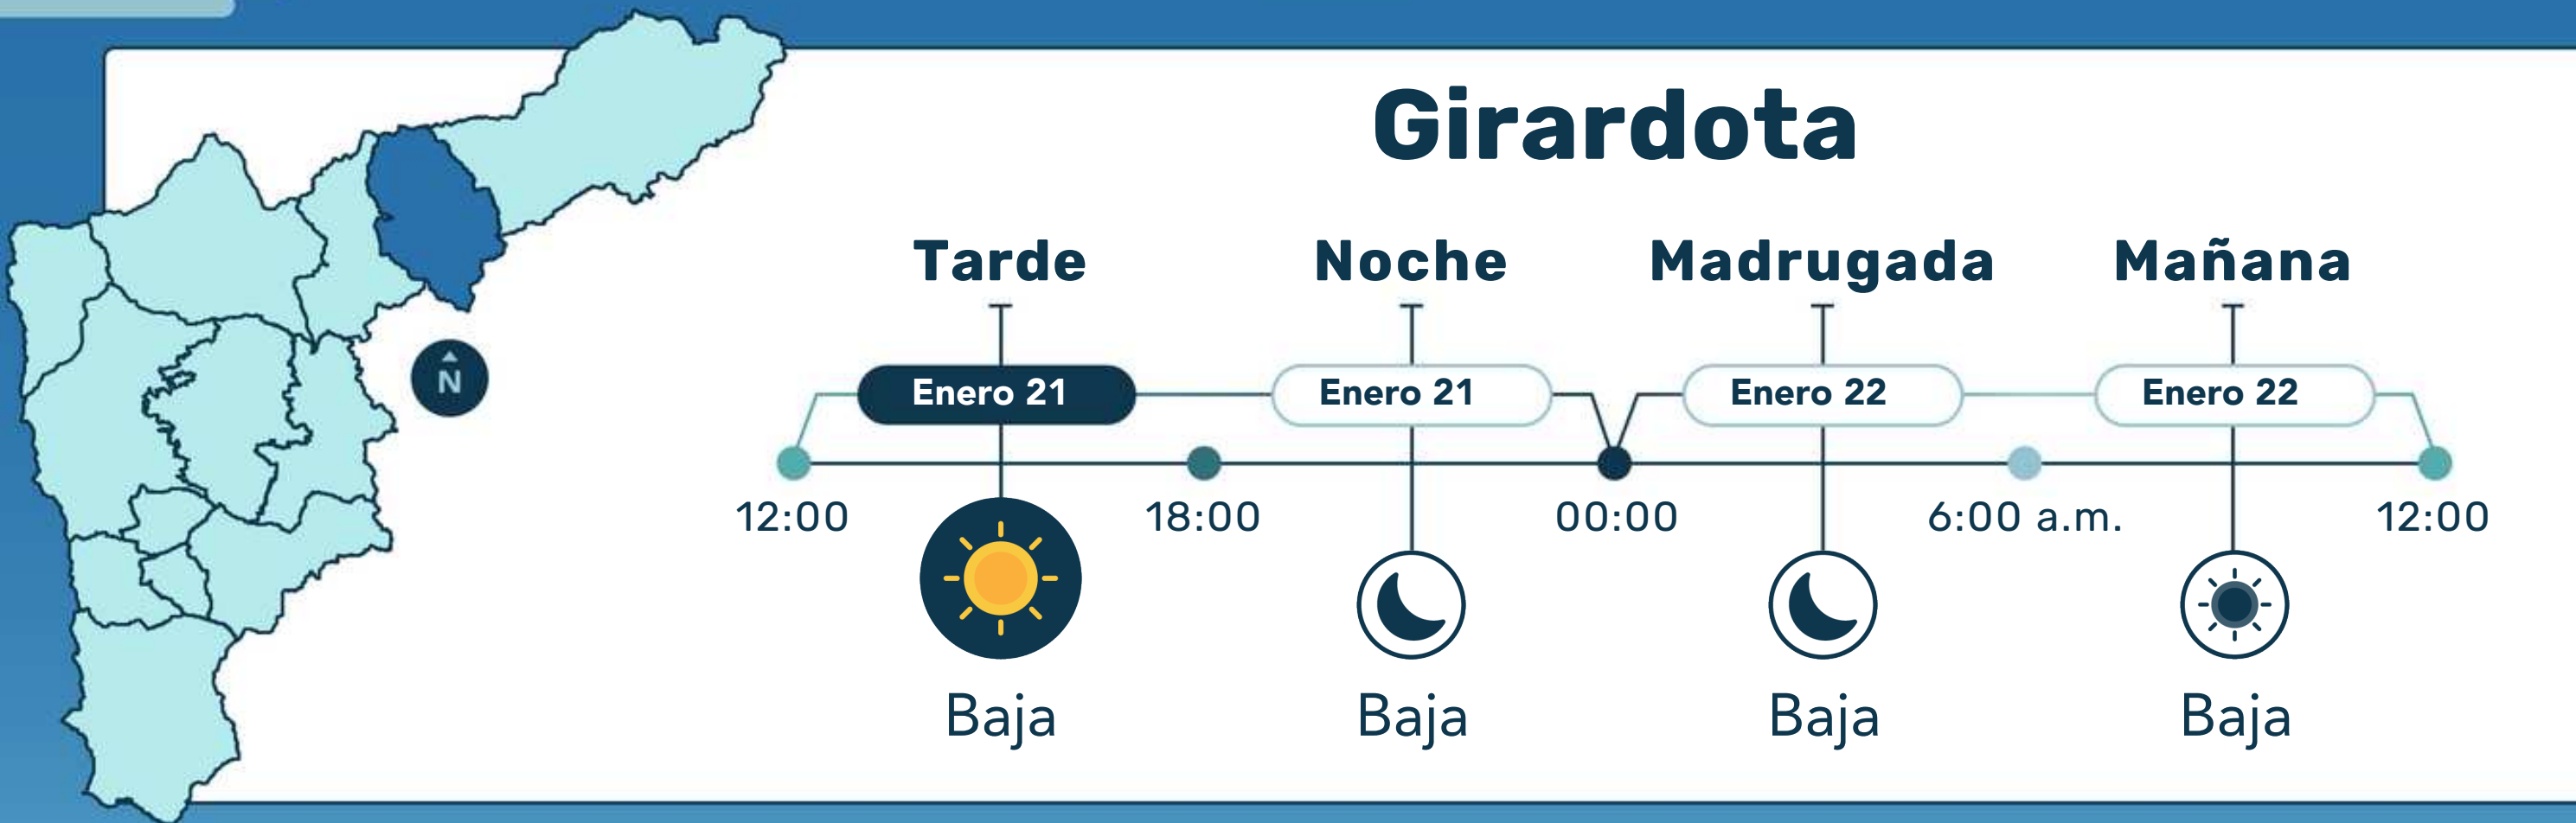 Girardota
Tarde Noche Madrugada Mañana
Enero 21 Enero 21 Enero 22 Enero 22
N
12:00 18:00 00:00 6:00 a.m. 12:00
Baja Baja Baja Baja